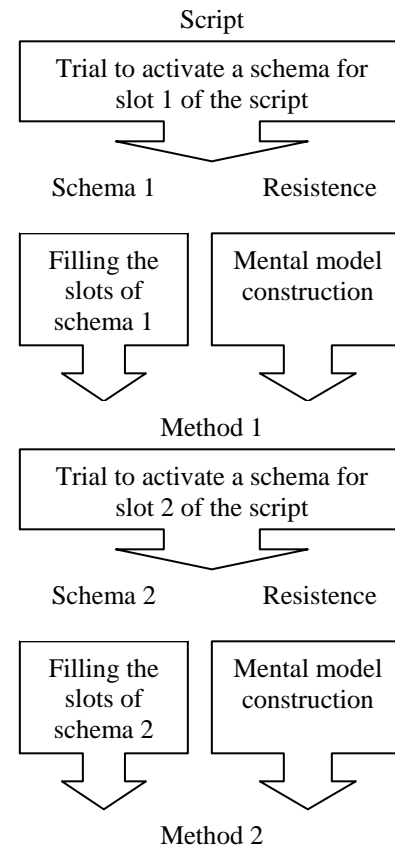 Script
Trial to activate a schema for
slot 1 of the script
Schema 1 Resistence
Filling the
slots of
schema 1
Mental model
construction
Method 1
Trial to activate a schema for
slot 2 of the script
Schema 2 Resistence
Filling the
slots of
schema 2
Mental model
construction
Method 2